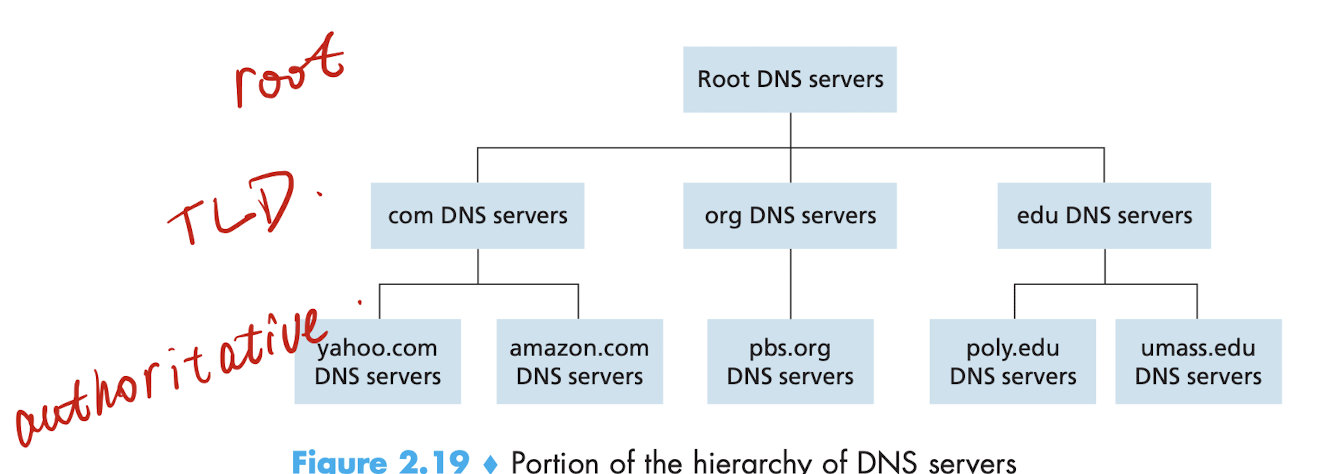 root
Root DNS servers
TLD.
com DNS servers
org DNS servers
edu DNS servers
authoritative.
yahoo.com
DNS servers
amazon.com
DNS servers
pbs.org
DNS servers
poly.edu
DNS servers
umass.edu
DNS servers
Figure 2.19 ♦ Portion of the hierarchy of DNS servers